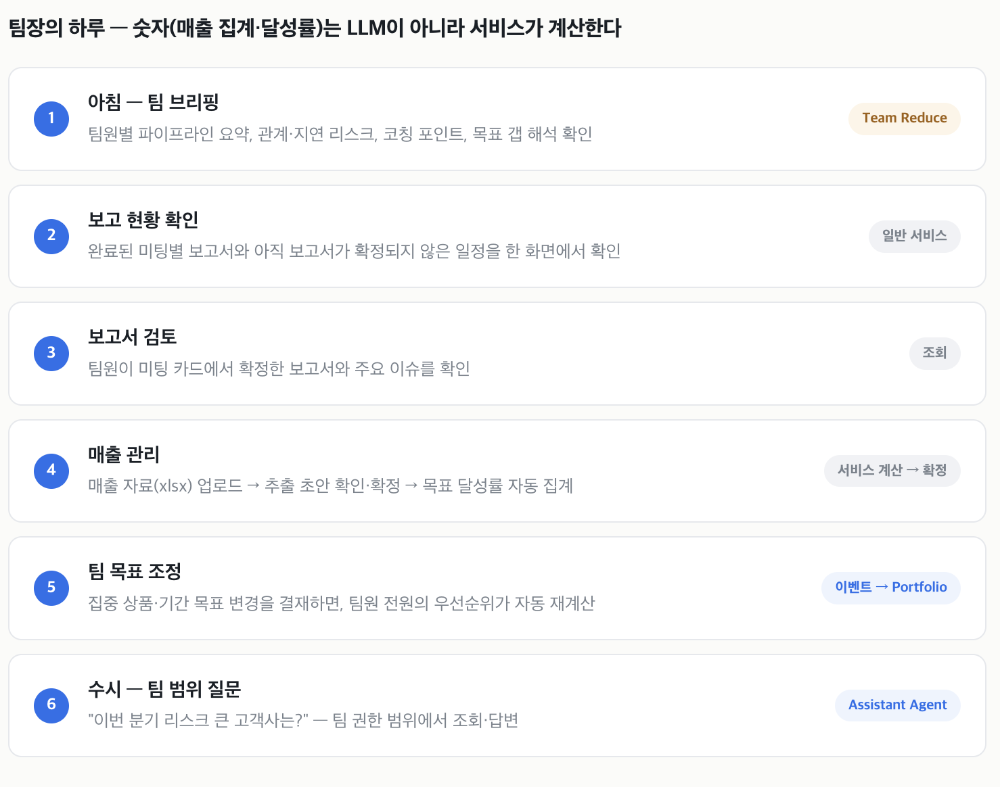 팀장의 하루 — 숫자(매출 집계·달성률)는 LLM이 아니라 서비스가 계산한다
1
아침 — 팀 브리핑
팀원별 파이프라인 요약, 관계·지연 리스크, 코칭 포인트, 목표 갭 해석 확인
Team Reduce
2
보고 현황 확인
완료된 미팅별 보고서와 아직 보고서가 확정되지 않은 일정을 한 화면에서 확인
일반 서비스
3
보고서 검토
팀원이 미팅 카드에서 확정한 보고서와 주요 이슈를 확인
조회
4
매출 관리
매출 자료(xlsx) 업로드 → 추출 초안 확인·확정 → 목표 달성률 자동 집계
서비스 계산 → 확정
5
팀 목표 조정
집중 상품·기간 목표 변경을 결재하면, 팀원 전원의 우선순위가 자동 재계산
이벤트 → Portfolio
6
수시 — 팀 범위 질문
"이번 분기 리스크 큰 고객사는?" — 팀 권한 범위에서 조회·답변
Assistant Agent